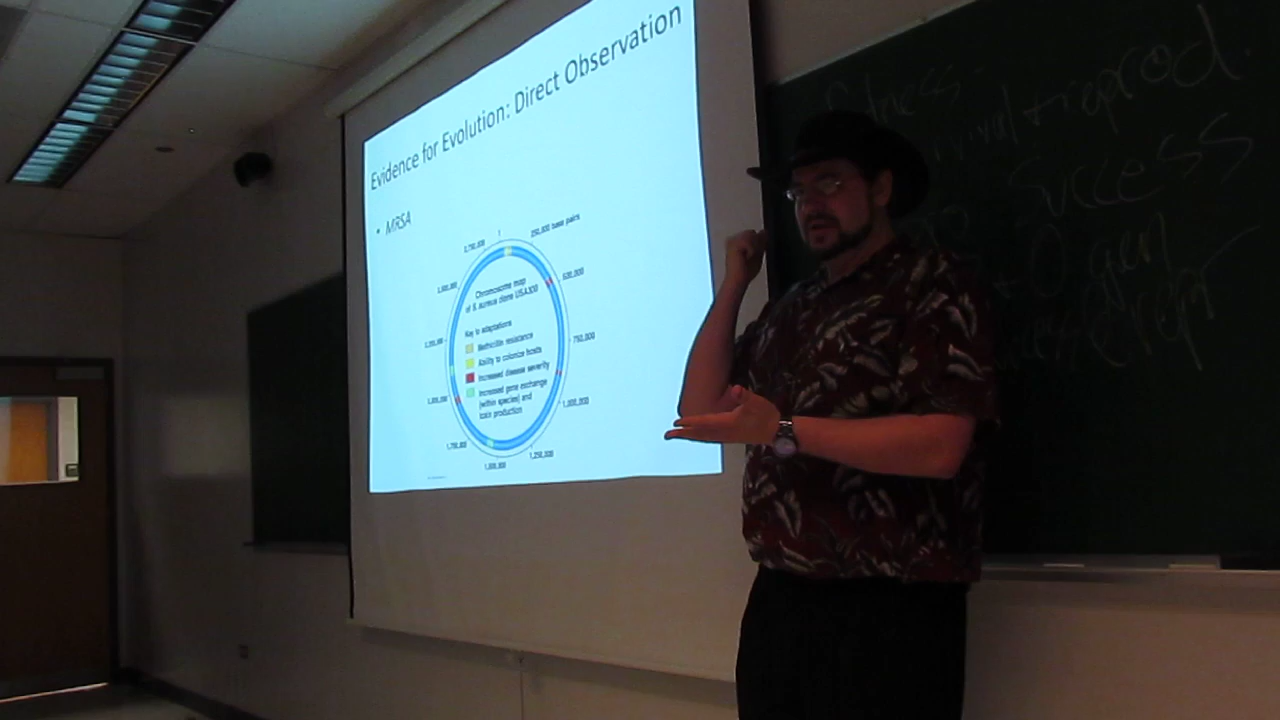 Evidence for Evolution: Direct Observation
• MRSA
1
250,000 base pairs
2,750,000
500,000
Chromosome map
of S. aureus clone USA300
Key to adaptations
Methicillin resistance
Ability to colonize hosts
Increased disease severity
Increased gene exchange
(within species) and
toxin production
750,000
1,000,000
1,250,000
1,750,000
+ reprod.
Success
gen